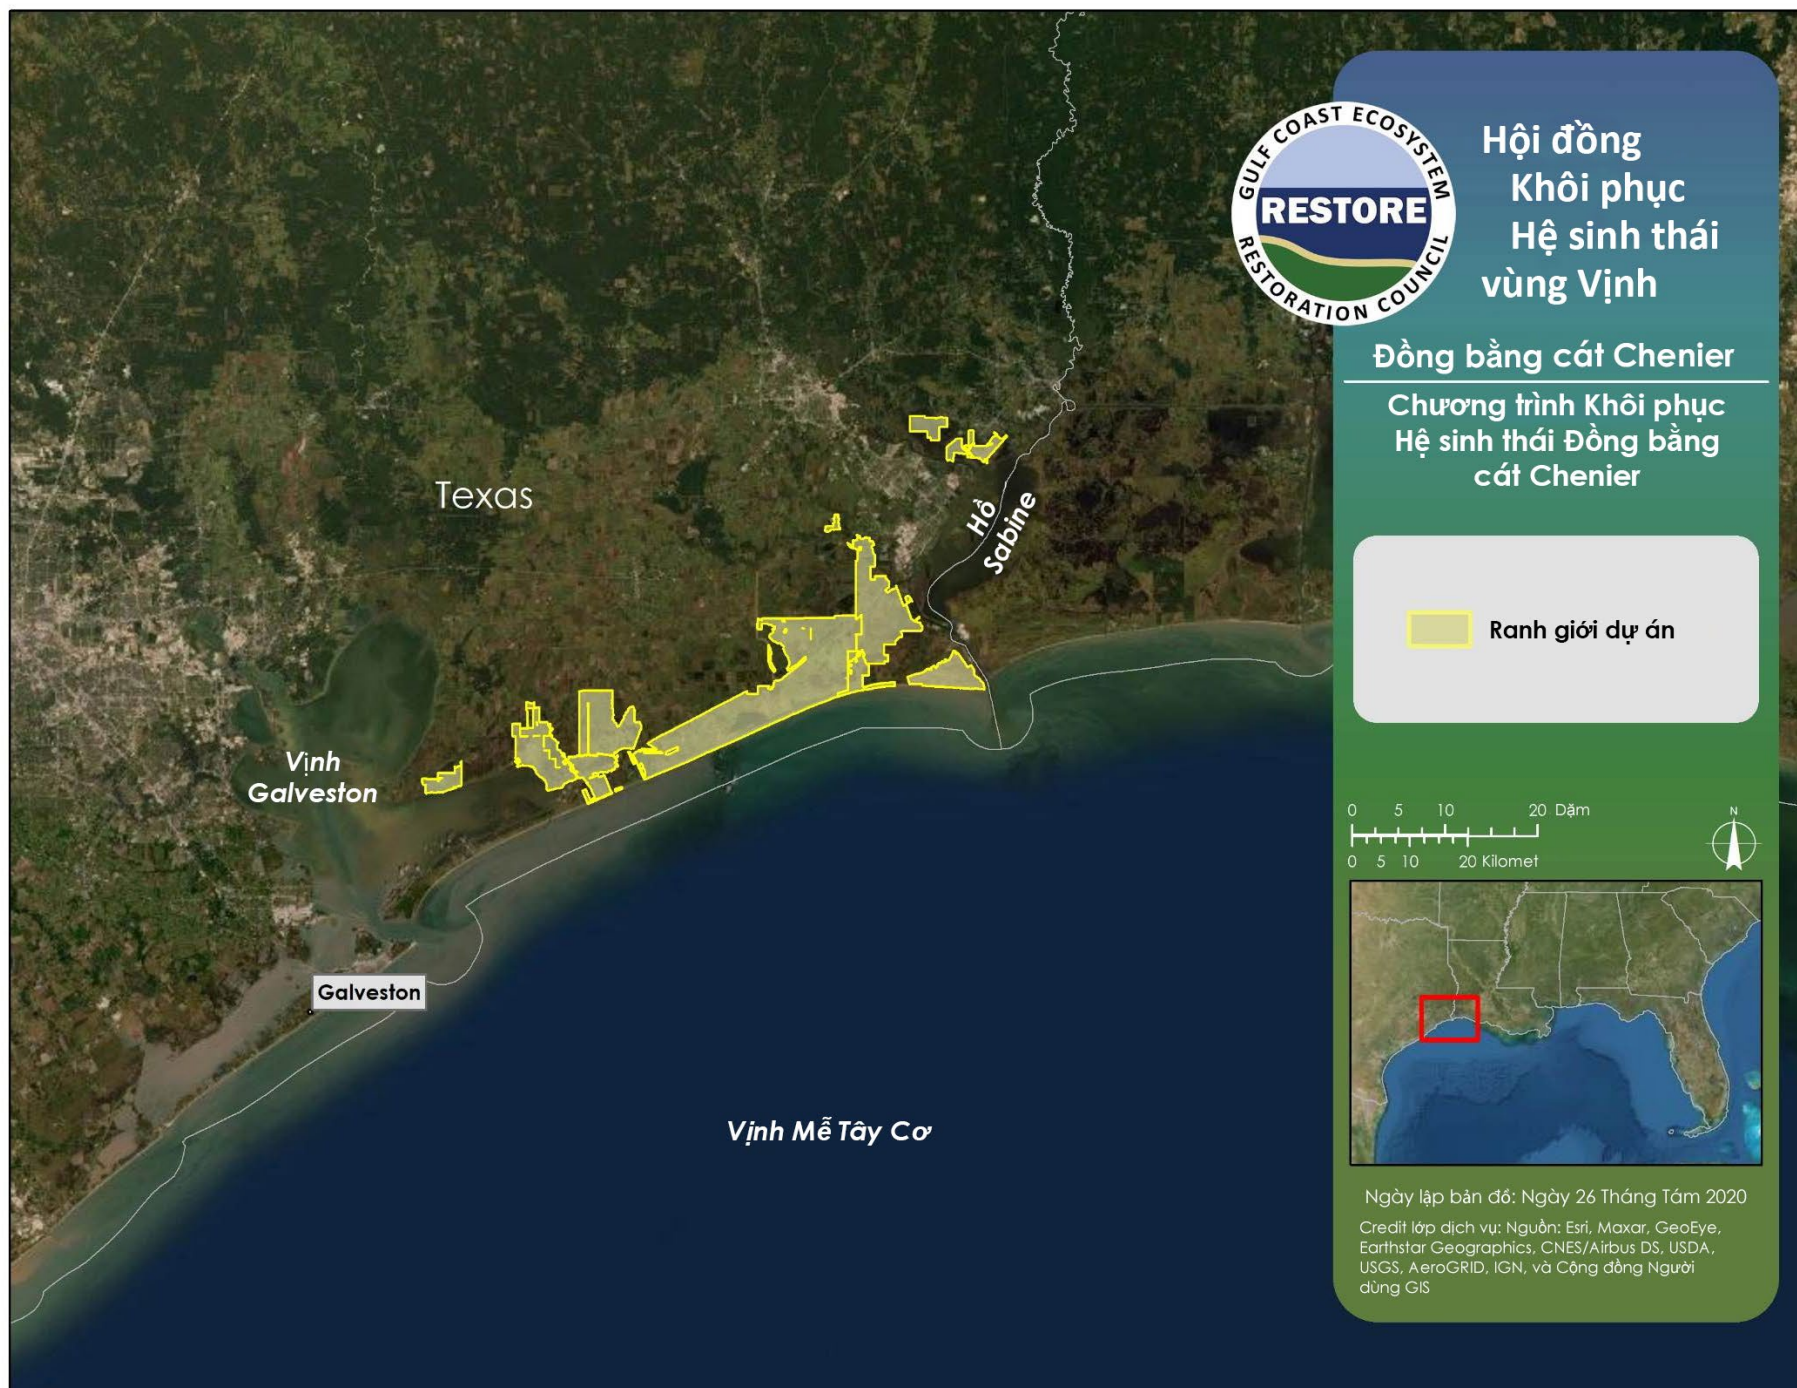 GULF COAST ECOSYSTEM
RESTORE
RESTORATION COUNCIL
Hội đồng
Khôi phục
Hệ sinh thái
vùng Vịnh
Đồng bằng cát Chenier
Chương trình Khôi phục
Hệ sinh thái Đồng bằng
cát Chenier
Ranh giới dự án
0 5 10 20 Dặm
0 5 10 20 Kilomet
N
Ngày lập bản đồ: Ngày 26 Tháng Tám 2020
Credit lớp dịch vụ: Nguồn: Esri, Maxar, GeoEye,
Earthstar Geographics, CNES/Airbus DS, USDA,
USGS, AeroGRID, IGN, và Cộng đồng Người
dùng GIS
Texas
Hồ
Sabine
Vịnh
Galveston
Galveston
Vịnh Mễ Tây Cơ